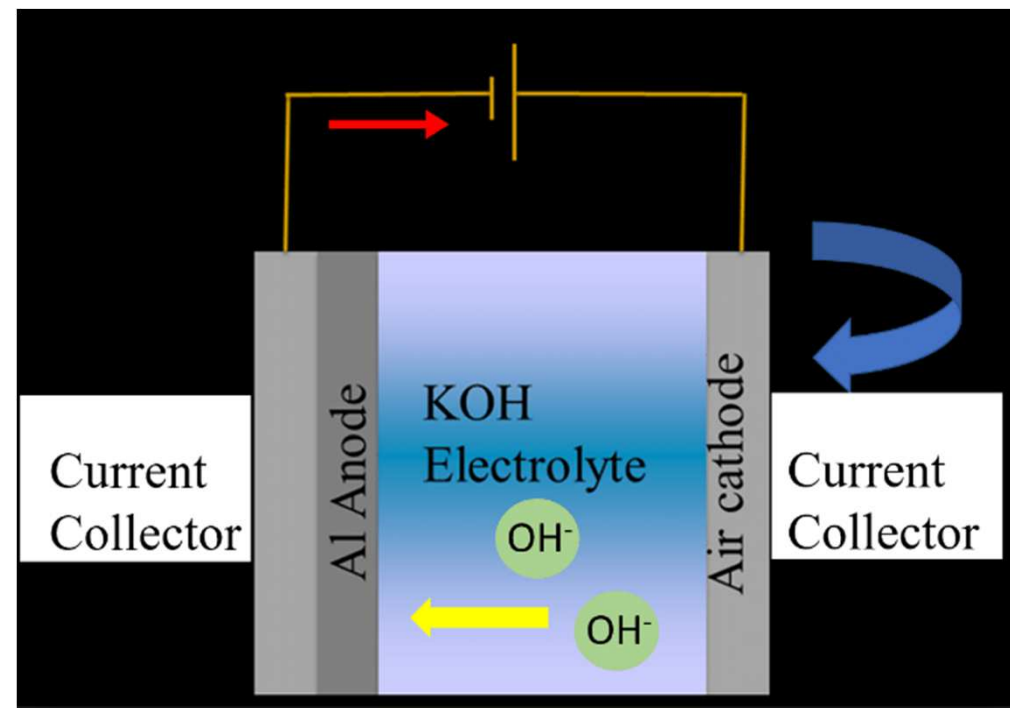 Current
Collector
Al Anode
KOH
Electrolyte
OH⁻
OH⁻
Air cathode
Current
Collector